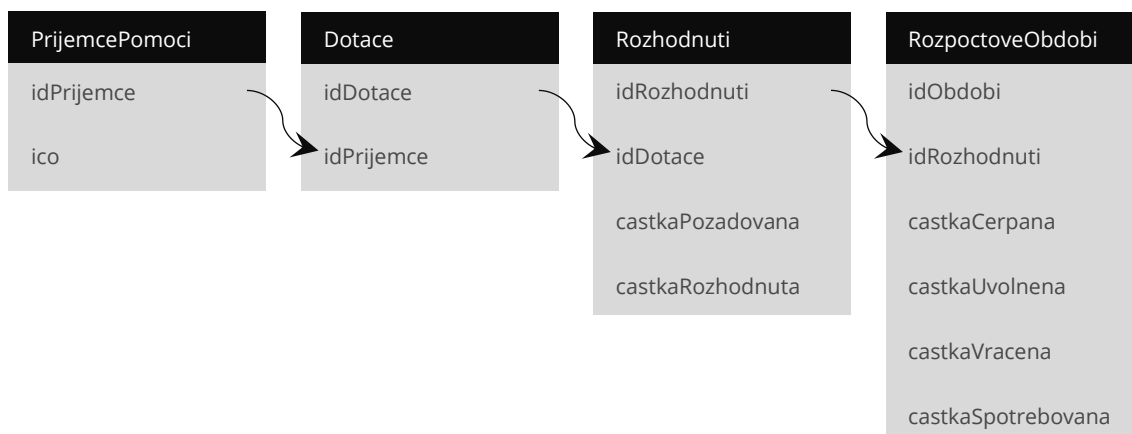 PrijemcePomoci
idPrijemce
ico
Dotace
idDotace
idPrijemce
Rozhodnuti
idRozhodnuti
idDotace
castkaPozadovana
castkaRozhodnuta
RozpoctoveObdobi
idObdobi
idRozhodnuti
castkaCerpana
castkaUvolnena
castkaVracena
castkaSpotrebovana